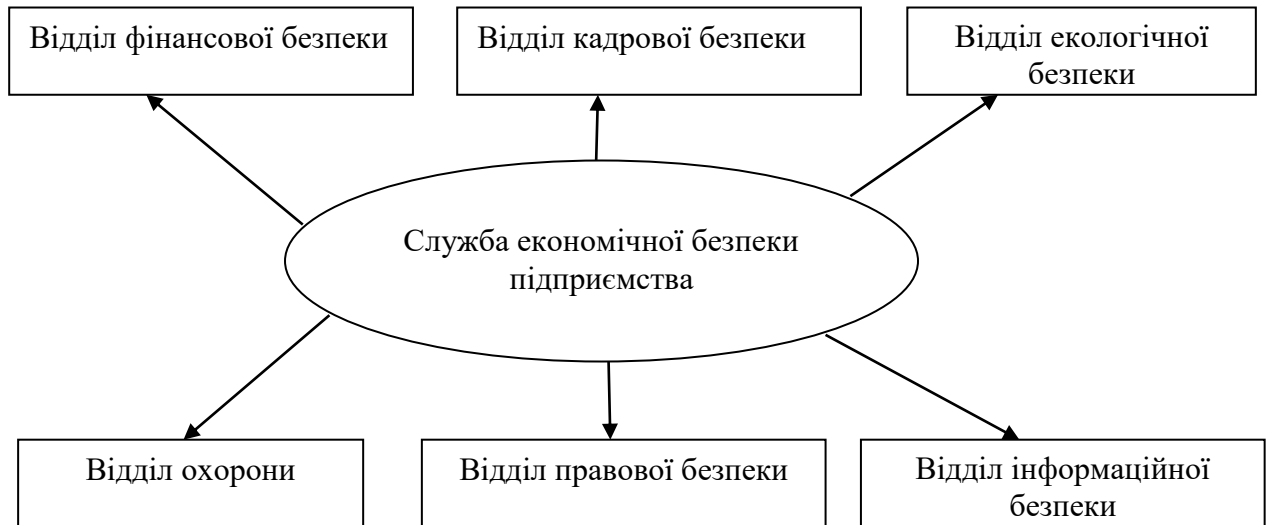 Відділ фінансової безпеки
Відділ кадрової безпеки
Відділ екологічної
безпеки
Служба економічної безпеки
підприємства
Відділ охорони
Відділ правової безпеки
Відділ інформаційної
безпеки